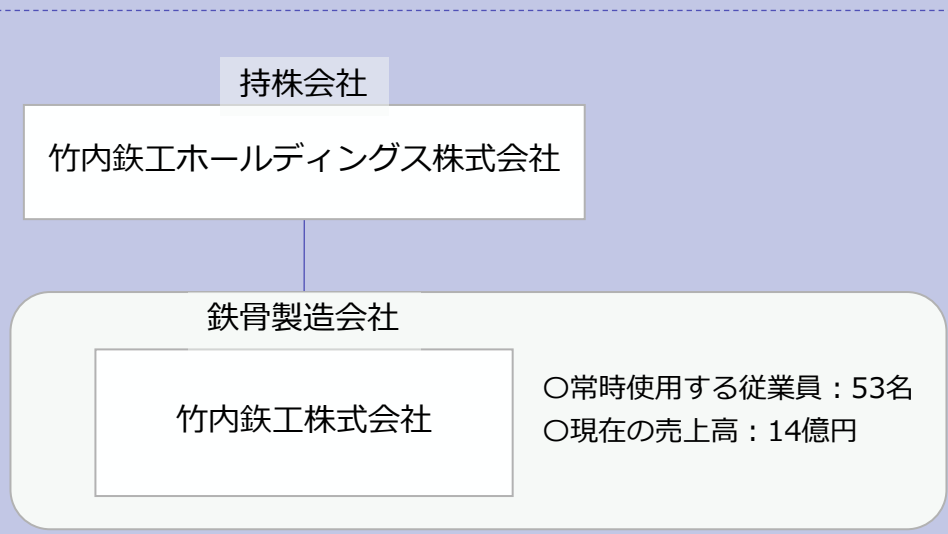 持株会社
竹内鉄工ホールディングス株式会社
鉄骨製造会社
竹内鉄工株式会社
〇常時使用する従業員：53名
〇現在の売上高：14億円